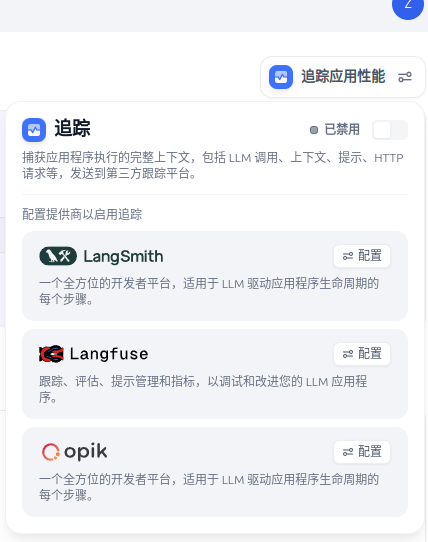 Z
追踪应用性能
追踪
已禁用
捕获应用程序执行的完整上下文，包括 LLM 调用、上下文、提示、HTTP
请求等，发送到第三方跟踪平台。
配置提供商以启用追踪
LangSmith
配置
一个全方位的开发者平台，适用于 LLM 驱动应用程序生命周期的
每个步骤。
Langfuse
配置
跟踪、评估、提示管理和指标，以调试和改进您的 LLM 应用程
序。
opik
配置
一个全方位的开发者平台，适用于 LLM 驱动应用程序生命周期的
每个步骤。